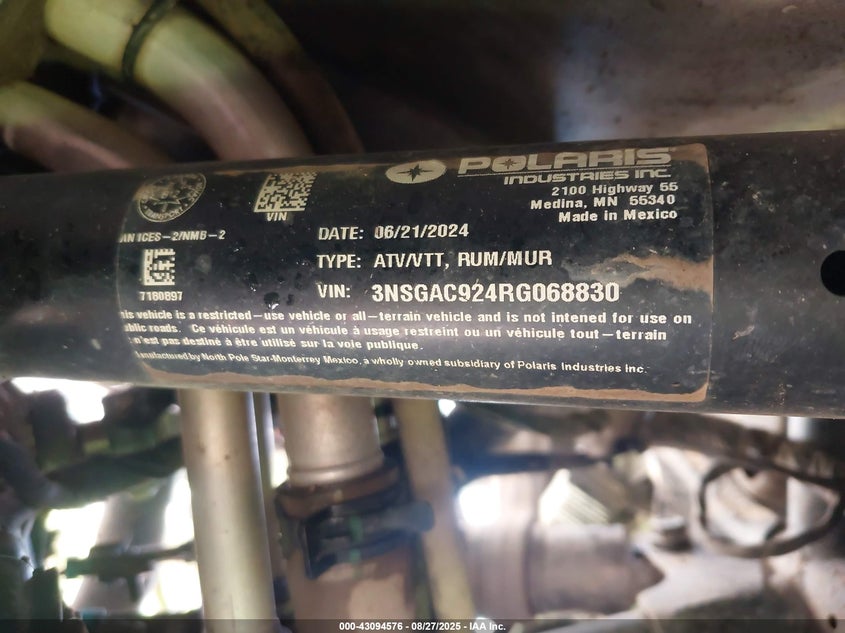 POLARIS
INDUSTRIES INC.
2100 Highway 55
Medina, MN 55340
Made in Mexico
TRANSPORT
VIN
AN ICES-2/NMB-2
7180897
DATE: 06/21/2024
TYPE: ATV/VTT, RUM/MUR
VIN: 3NSGAC924RG068830
his vehicle is a restricted-use vehicle or all-terrain vehicle and is not intened for use on
ublic roads. Ce véhicule est un véhicule à usage restreint ou un véhicule tout-terrain
n'est pas destiné à être utilisé sur la voie publique.
anufactured by North Pole Star-Monterrey Mexico, a wholly owned subsidiary of Polaris Industries Inc.
000-43094576 - 08/27/2025 - IAA Inc.